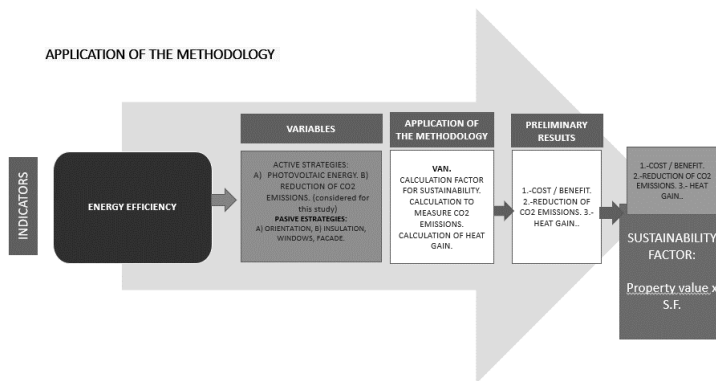 APPLICATION OF THE METHODOLOGY
INDICATORS
ENERGY EFFICIENCY
VARIABLES
ACTIVE STRATEGIES:
A) PHOTOVOLTAIC ENERGY. B)
REDUCTION OF CO2
EMISSIONS. (considered for
this study)
PASIVE ESTRATEGIES:
A) ORIENTATION, B) INSULATION,
WINDOWS, FACADE.
APPLICATION OF
THE METHODOLOGY
VAN.
CALCULATION FACTOR
FOR SUSTAINABILITY.
CALCULATION TO
MEASURE CO2
EMISSIONS.
CALCULATION OF HEAT
GAIN.
PRELIMINARY
RESULTS
1.-COST / BENEFIT.
2.-REDUCTION OF
CO2 EMISSIONS. 3.-
HEAT GAIN..
1.-COST / BENEFIT.
2.-REDUCTION OF CO2
EMISSIONS. 3.- HEAT
GAIN..
SUSTAINABILITY
FACTOR:
Property value x
S.F.